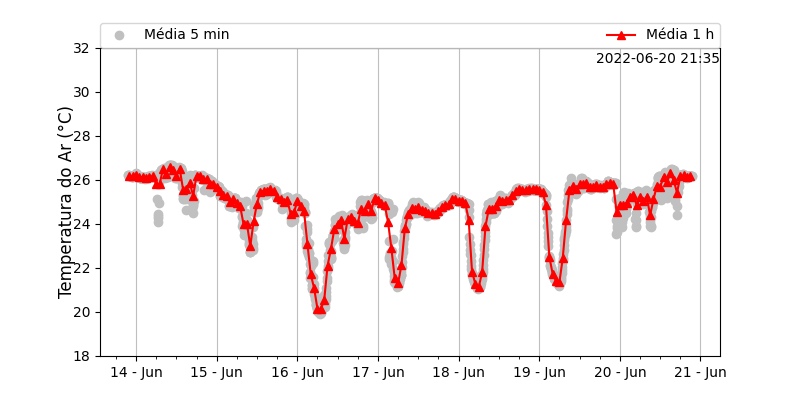 Média 5 min
Média 1 h
2022-06-20 21:35
Temperatura do Ar (°C)
32
30
28
26
24
22
20
18
14 - Jun
15 - Jun
16 - Jun
17 - Jun
18 - Jun
19 - Jun
20 - Jun
21 - Jun